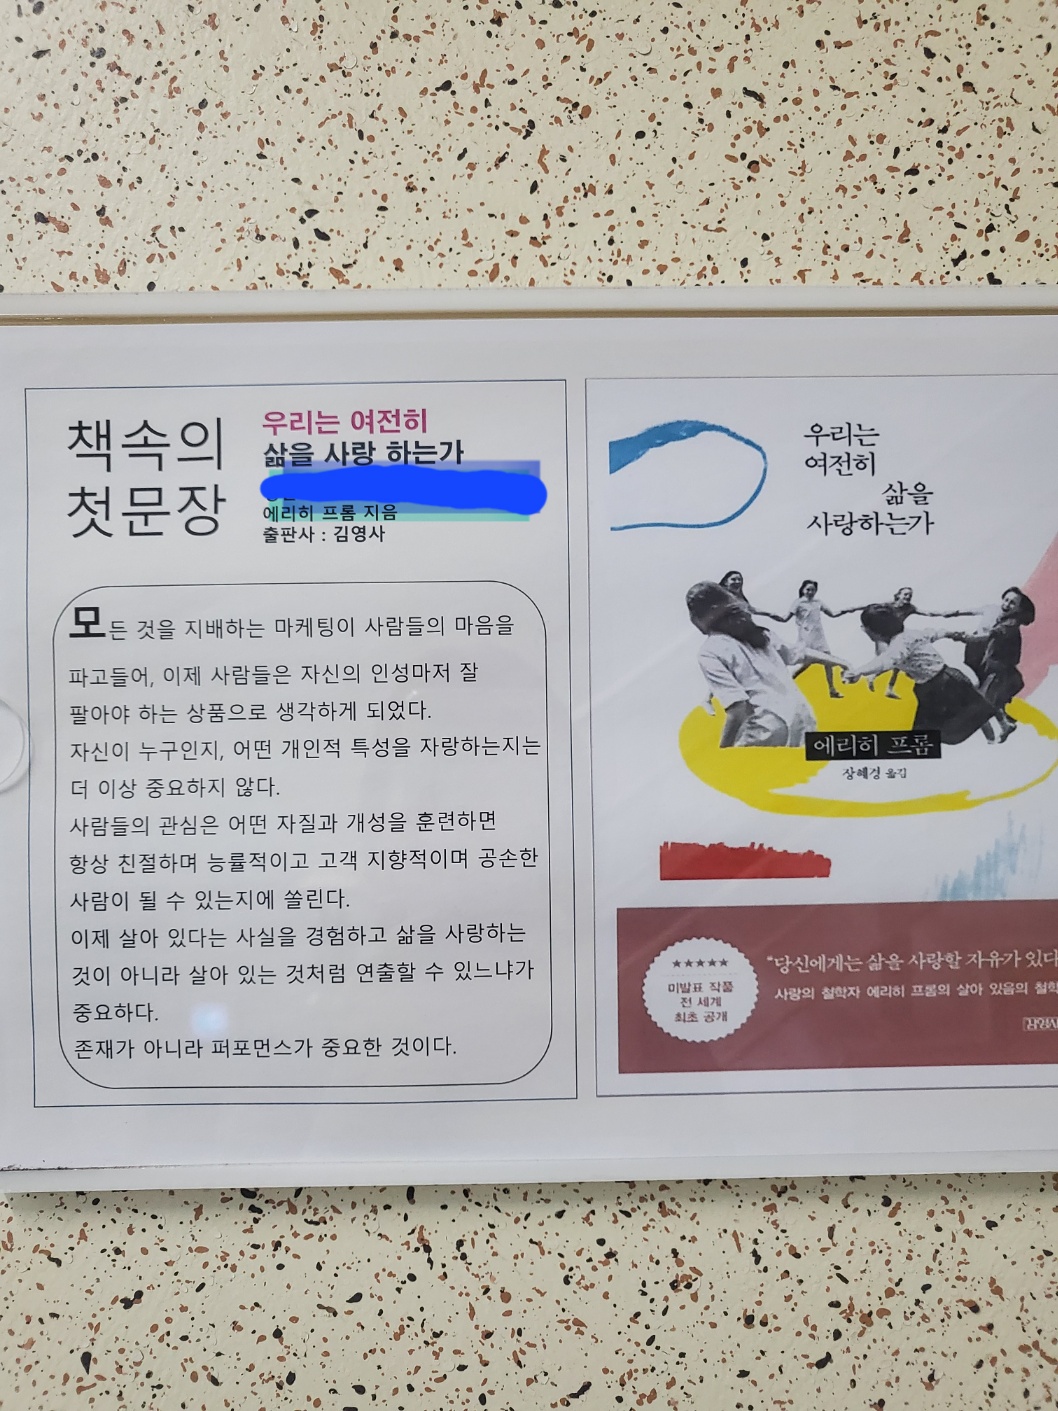 책속의
첫문장
우리는 여전히
삶을 사랑 하는가
에리히 프롬 지음
출판사 : 김영사
모든 것을 지배하는 마케팅이 사람들의 마음을
파고들어, 이제 사람들은 자신의 인성마저 잘
팔아야 하는 상품으로 생각하게 되었다.
자신이 누구인지, 어떤 개인적 특성을 자랑하는지는
더 이상 중요하지 않다.
사람들의 관심은 어떤 자질과 개성을 훈련하면
항상 친절하며 능률적이고 고객 지향적이며 공손한
사람이 될 수 있는지에 쏠린다.
이제 살아 있다는 사실을 경험하고 삶을 사랑하는
것이 아니라 살아 있는 것처럼 연출할 수 있느냐가
중요하다.
존재가 아니라 퍼포먼스가 중요한 것이다.
우리는
여전히
삶을
사랑하는가
에리히 프롬
장혜경 옮김
★★★★★
미발표 작품
전 세계
최초 공개
“당신에게는 삶을 사랑할 자유가 있다
사랑의 철학자 에리히 프롬의 살아 있음의 철학